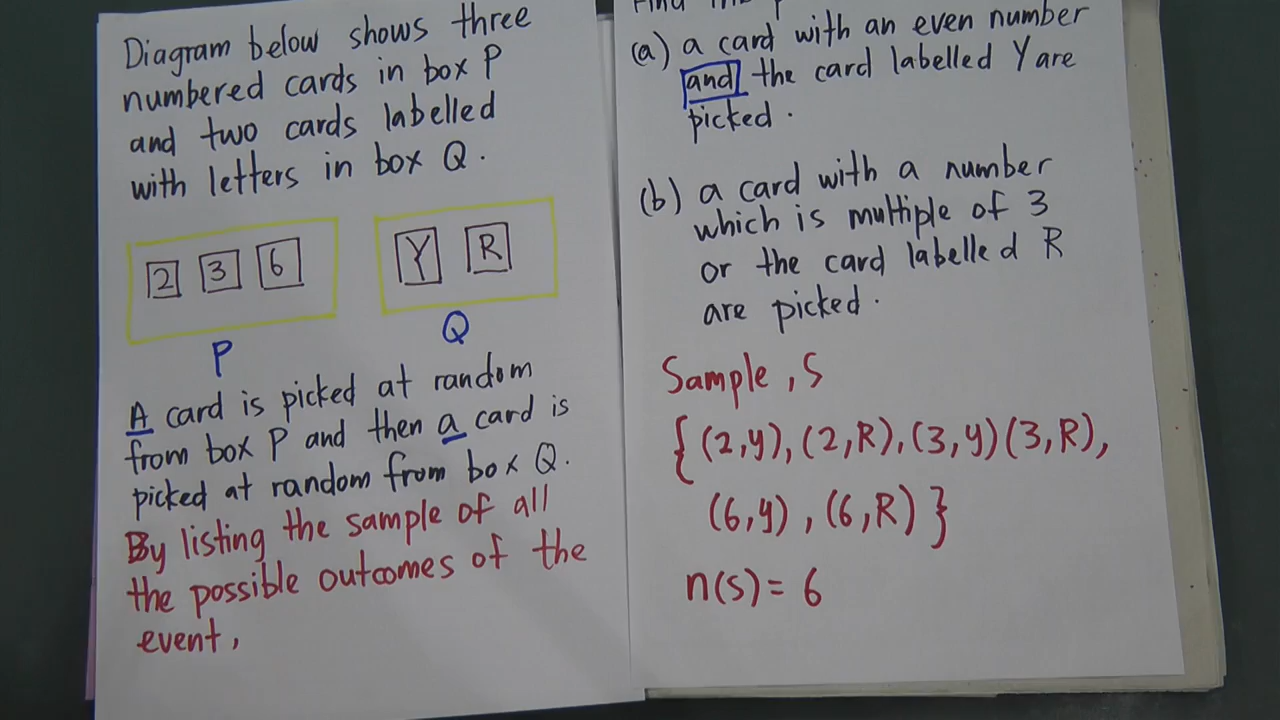 Diagram below shows three
numbered cards in box P
and two cards labelled
with letters in box Q.
2 3 6
Y R
P
Q
A card is picked at random
from box P and then a card is
picked at random from box Q.
By listing the sample of all
the possible outcomes of the
event,
(a) a card with an even number
and the card labelled Y are
picked.
(b) a card with a number
which is multiple of 3
or the card labelled R
are picked.
Sample, S
{(2,y), (2,R), (3,y)(3,R),
(6,y), (6,R)}
n(S) = 6